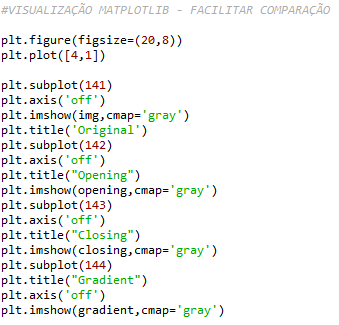 #VISUALIZAÇÃO MATPLOTLIB - FACILITAR COMPARAÇÃO
plt.figure(figsize=(20,8))
plt.plot([4,1])
plt.subplot(141)
plt.axis('off')
plt.imshow(img,cmap='gray')
plt.title('Original')
plt.subplot(142)
plt.axis('off')
plt.title("Opening")
plt.imshow(opening,cmap='gray')
plt.subplot(143)
plt.axis('off')
plt.title("Closing")
plt.imshow(closing,cmap='gray')
plt.subplot(144)
plt.title("Gradient")
plt.axis('off')
plt.imshow(gradient,cmap='gray')